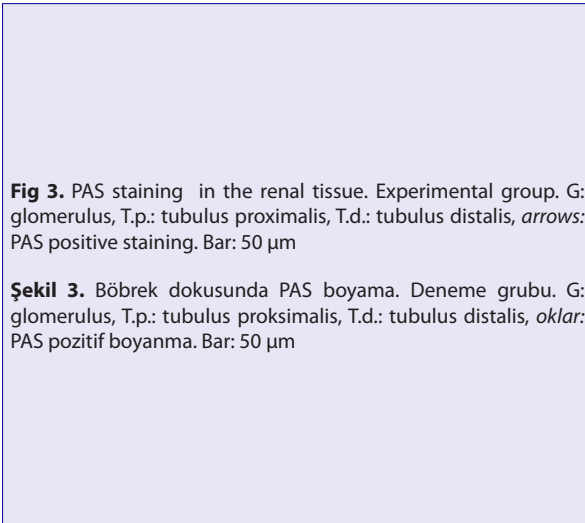 Fig 3. PAS staining in the renal tissue. Experimental group. G:
glomerulus, T.p.: tubulus proximalis, T.d.: tubulus distalis, arrows:
PAS positive staining. Bar: 50 µm
Şekil 3. Böbrek dokusunda PAS boyama. Deneme grubu. G:
glomerulus, T.p.: tubulus proksimalis, T.d.: tubulus distalis, oklar:
PAS pozitif boyanma. Bar: 50 µm